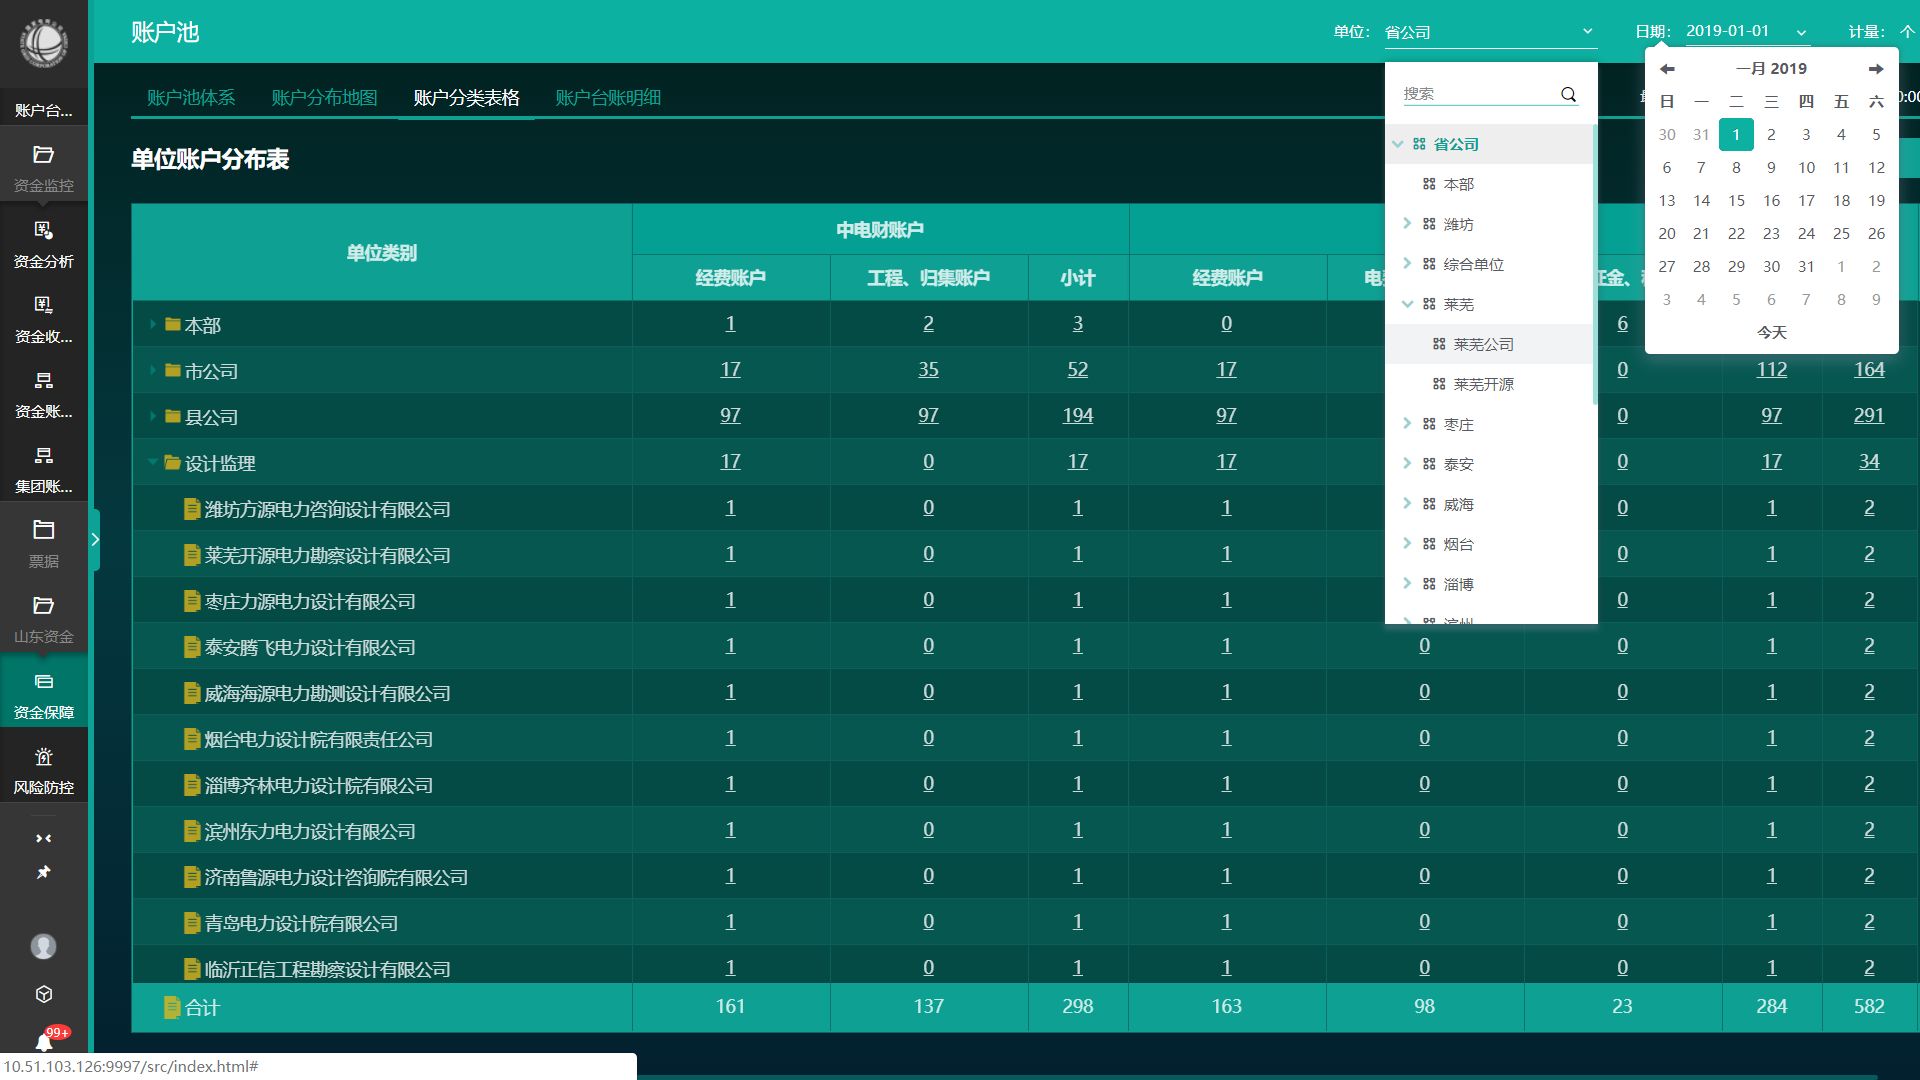 账户池
单位： 省公司
日期： 2019-01-01
计量： 个
账户台...
资金监控
资金分析
资金收...
资金账...
集团账...
票据
山东资金
资金保障
风险防控
99+
账户池体系 账户分布地图 账户分类表格 账户台账明细
单位账户分布表
单位类别 中电财账户
经费账户 工程、归集账户 小计 经费账户
本部 1 2 3 0 6
市公司 17 35 52 17 0 112 164
县公司 97 97 194 97 0 97 291
设计监理 17 0 17 17 0 17 34
潍坊方源电力咨询设计有限公司 1 0 1 1 0 1 2
莱芜开源电力勘察设计有限公司 1 0 1 1 0 1 2
枣庄力源电力设计有限公司 1 0 1 1 0 1 2
泰安腾飞电力设计有限公司 1 0 1 1 0 0 1 2
威海海源电力勘测设计有限公司 1 0 1 1 0 0 1 2
烟台电力设计院有限责任公司 1 0 1 1 0 0 1 2
淄博齐林电力设计院有限公司 1 0 1 1 0 0 1 2
滨州东力电力设计有限公司 1 0 1 1 0 0 1 2
济南鲁源电力设计咨询院有限公司 1 0 1 1 0 0 1 2
青岛电力设计院有限公司 1 0 1 1 0 0 1 2
临沂正信工程勘察设计有限公司 1 0 1 1 0 0 1 2
合计 161 137 298 163 98 23 284 582
搜索
省公司
本部
潍坊
综合单位
莱芜
莱芜公司
莱芜开源
枣庄
泰安
威海
烟台
淄博
滨州
一月 2019
日 一 二 三 四 五 六
30 31 1 2 3 4 5
6 7 8 9 10 11 12
13 14 15 16 17 18 19
20 21 22 23 24 25 26
27 28 29 30 31 1 2
3 4 5 6 7 8 9
今天
10.51.103.126:9997/src/index.html#